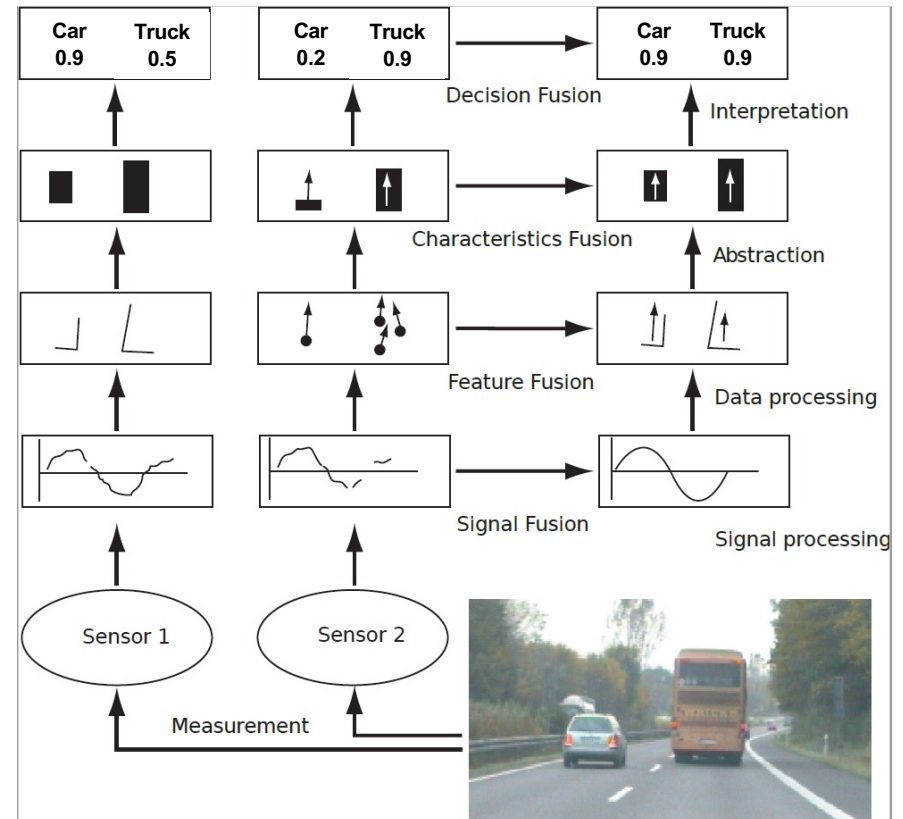 Car Truck
0.9 0.5
Car Truck
0.2 0.9
Car Truck
0.9 0.9
Decision Fusion
Interpretation
Characteristics Fusion
Abstraction
Feature Fusion
Data processing
Signal Fusion
Signal processing
Sensor 1
Sensor 2
Measurement